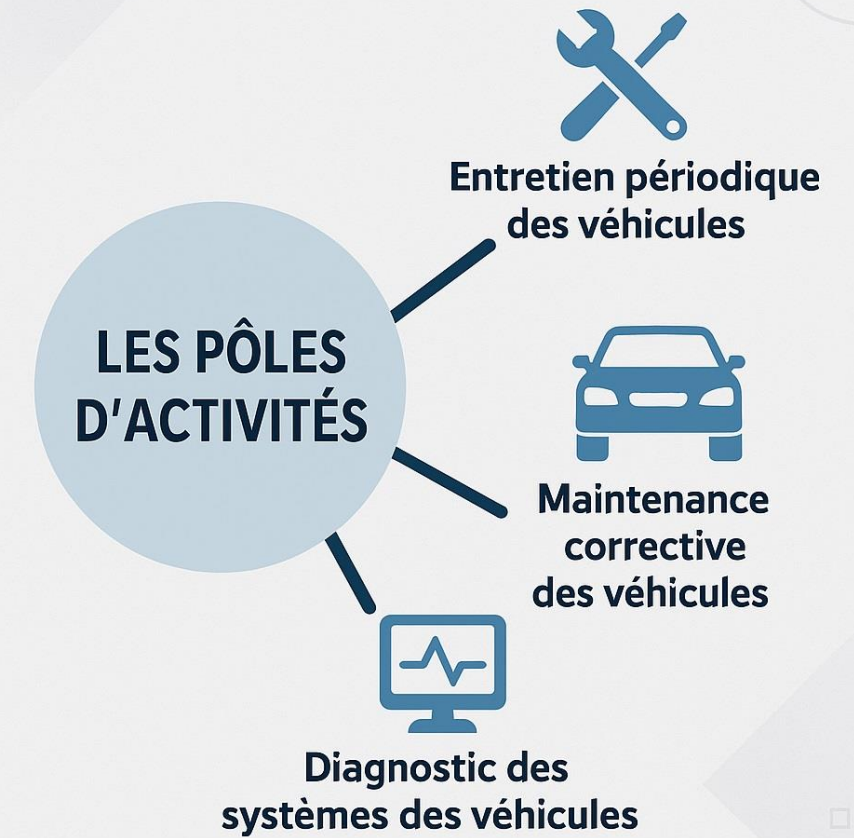 Entretien périodique
des véhicules
LES PÔLES
D'ACTIVITÉS
Maintenance
corrective
des véhicules
Diagnostic des
systèmes des véhicules